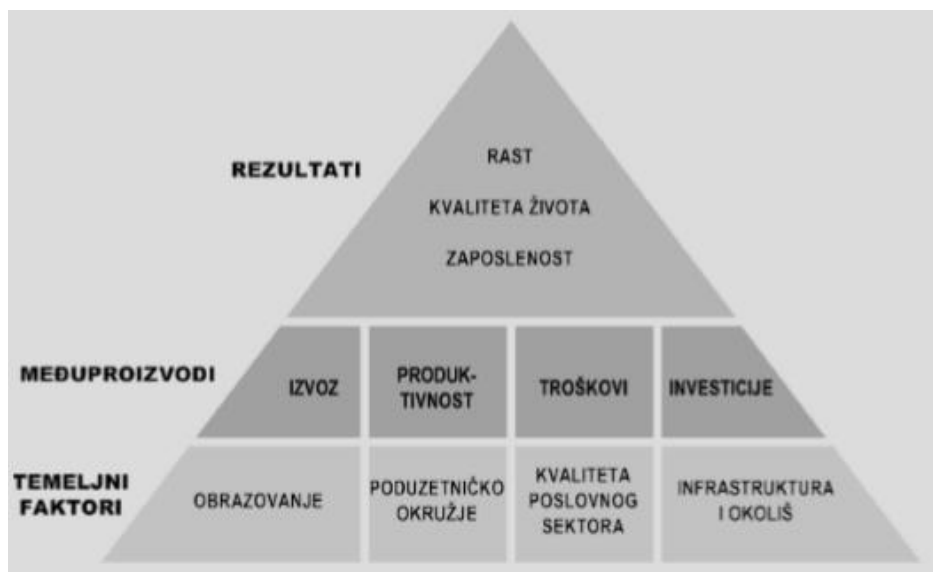 REZULTATI
RAST
KVALITETA ŽIVOTA
ZAPOSLENOST
MEĐUPROIZVODI
IZVOZ
PRODUK-
TIVNOST
TROŠKOVI
INVESTICIJE
TEMELJNI
FAKTORI
OBRAZOVANJE
PODUZETNIČKO
OKRUŽJE
KVALITETA
POSLOVNOG
SEKTORA
INFRASTRUKTURA
I OKOLIŠ